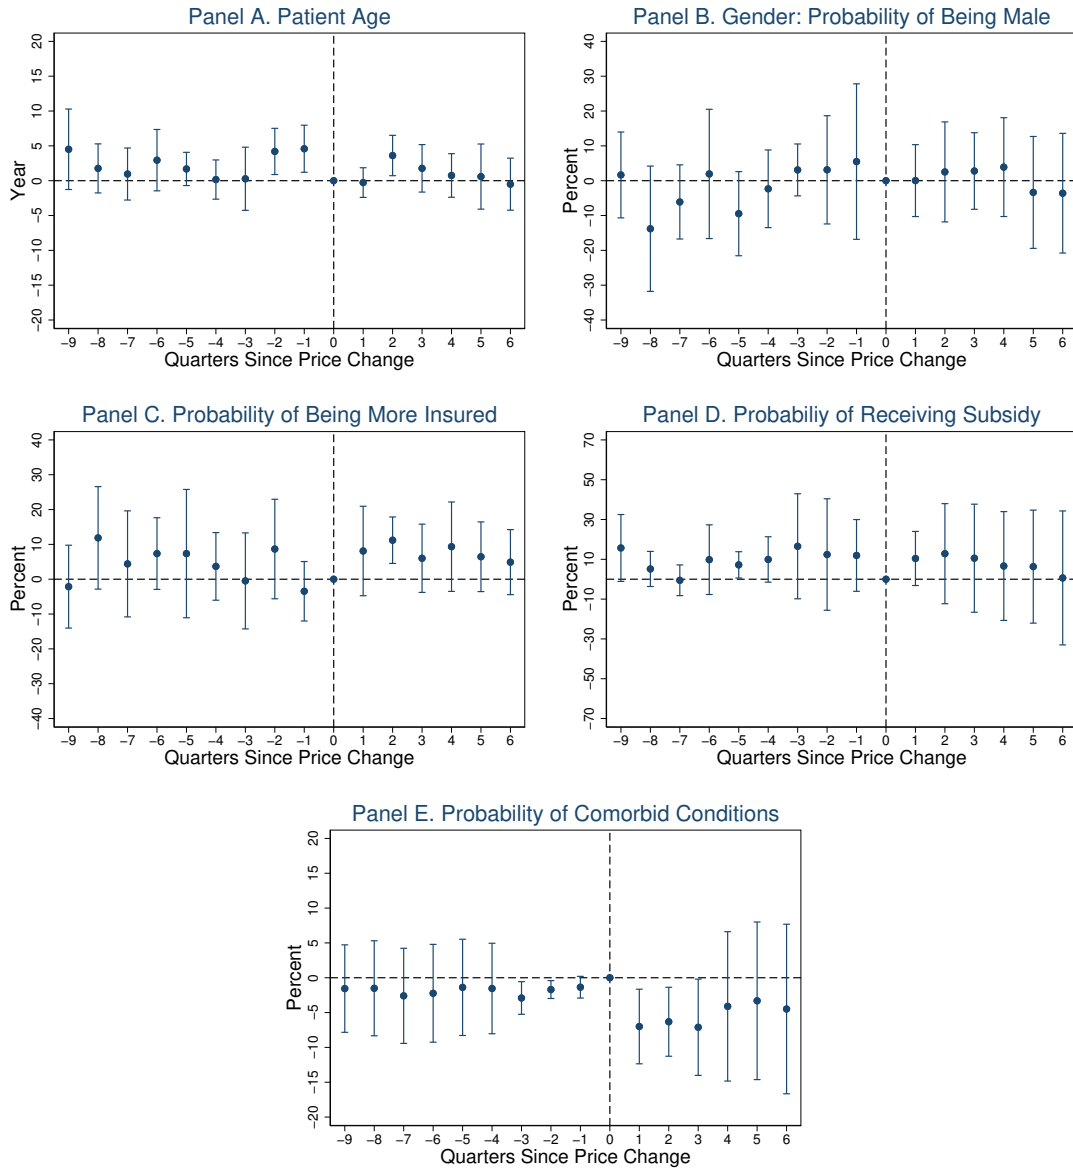 Panel A. Patient Age
Year
20
15
10
5
0
−5
−10
−15
−20
−9 −8 −7 −6 −5 −4 −3 −2 −1 0 1 2 3 4 5 6
Quarters Since Price Change
Panel B. Gender: Probability of Being Male
Percent
40
30
20
10
0
−10
−20
−30
−40
−9 −8 −7 −6 −5 −4 −3 −2 −1 0 1 2 3 4 5 6
Quarters Since Price Change
Panel C. Probability of Being More Insured
Percent
40
30
20
10
0
−10
−20
−30
−40
−9 −8 −7 −6 −5 −4 −3 −2 −1 0 1 2 3 4 5 6
Quarters Since Price Change
Panel D. Probabiliy of Receiving Subsidy
Percent
70
50
30
10
−10
−30
−50
−70
−9 −8 −7 −6 −5 −4 −3 −2 −1 0 1 2 3 4 5 6
Quarters Since Price Change
Panel E. Probability of Comorbid Conditions
Percent
20
15
10
5
0
−5
−10
−15
−20
−9 −8 −7 −6 −5 −4 −3 −2 −1 0 1 2 3 4 5 6
Quarters Since Price Change